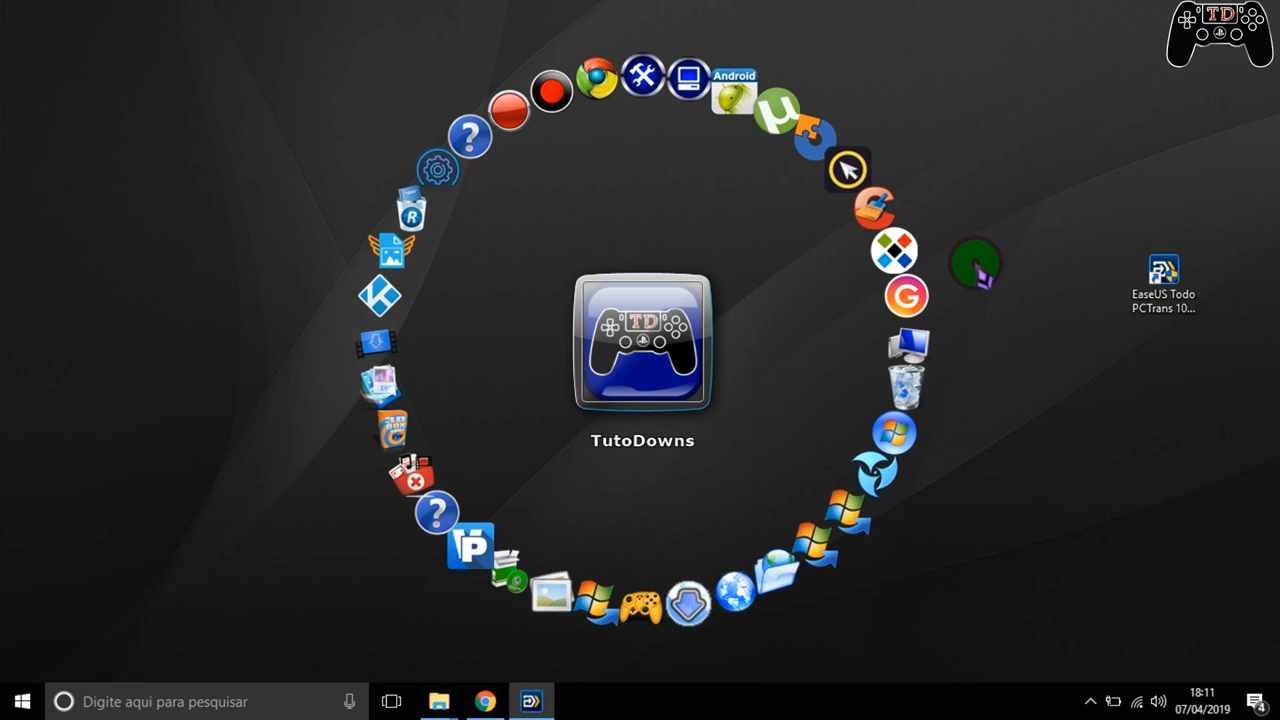 TD
Android
µ
R
G
EaseUS Todo
PCTrans 10...
TD
TutoDowns
?
?
P
Digite aqui para pesquisar
18:11
07/04/2019
4